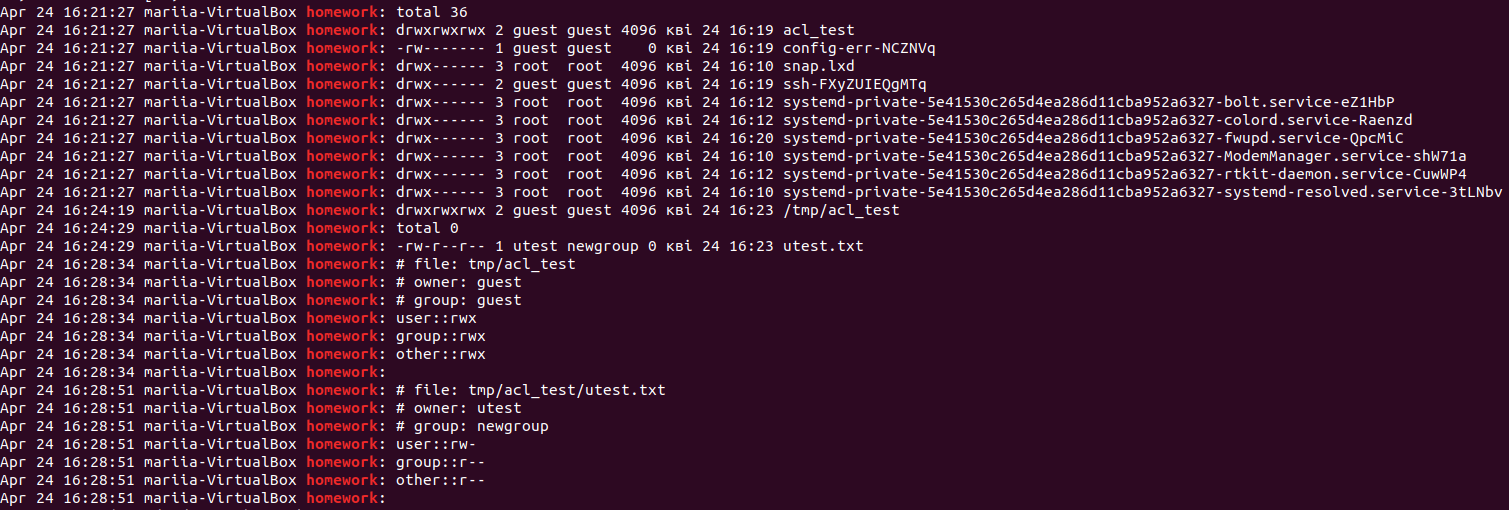 Apr 24 16:21:27 mariia-VirtualBox homework: total 36
Apr 24 16:21:27 mariia-VirtualBox homework: drwxrwxrwx 2 guest guest 4096 кві 24 16:19 acl_test
Apr 24 16:21:27 mariia-VirtualBox homework: -rw------- 1 guest guest    0 кві 24 16:19 config-err-NCZNVq
Apr 24 16:21:27 mariia-VirtualBox homework: drwx------ 3 root  root  4096 кві 24 16:10 snap.lxd
Apr 24 16:21:27 mariia-VirtualBox homework: drwx------ 2 guest guest 4096 кві 24 16:19 ssh-FXyZUIEQgMTq
Apr 24 16:21:27 mariia-VirtualBox homework: drwx------ 3 root  root  4096 кві 24 16:12 systemd-private-5e41530c265d4ea286d11cba952a6327-bolt.service-eZ1HbP
Apr 24 16:21:27 mariia-VirtualBox homework: drwx------ 3 root  root  4096 кві 24 16:12 systemd-private-5e41530c265d4ea286d11cba952a6327-colord.service-Raenzd
Apr 24 16:21:27 mariia-VirtualBox homework: drwx------ 3 root  root  4096 кві 24 16:20 systemd-private-5e41530c265d4ea286d11cba952a6327-fwupd.service-QpcMiC
Apr 24 16:21:27 mariia-VirtualBox homework: drwx------ 3 root  root  4096 кві 24 16:10 systemd-private-5e41530c265d4ea286d11cba952a6327-ModemManager.service-shW71a
Apr 24 16:21:27 mariia-VirtualBox homework: drwx------ 3 root  root  4096 кві 24 16:12 systemd-private-5e41530c265d4ea286d11cba952a6327-rtkit-daemon.service-CuwWP4
Apr 24 16:21:27 mariia-VirtualBox homework: drwx------ 3 root  root  4096 кві 24 16:10 systemd-private-5e41530c265d4ea286d11cba952a6327-systemd-resolved.service-3tLNbv
Apr 24 16:24:19 mariia-VirtualBox homework: drwxrwxrwx 2 guest guest 4096 кві 24 16:23 /tmp/acl_test
Apr 24 16:24:29 mariia-VirtualBox homework: total 0
Apr 24 16:24:29 mariia-VirtualBox homework: -rw-r--r-- 1 utest newgroup 0 кві 24 16:23 utest.txt
Apr 24 16:28:34 mariia-VirtualBox homework: # file: tmp/acl_test
Apr 24 16:28:34 mariia-VirtualBox homework: # owner: guest
Apr 24 16:28:34 mariia-VirtualBox homework: # group: guest
Apr 24 16:28:34 mariia-VirtualBox homework: user::rwx
Apr 24 16:28:34 mariia-VirtualBox homework: group::rwx
Apr 24 16:28:34 mariia-VirtualBox homework: other::rwx
Apr 24 16:28:34 mariia-VirtualBox homework:
Apr 24 16:28:51 mariia-VirtualBox homework: # file: tmp/acl_test/utest.txt
Apr 24 16:28:51 mariia-VirtualBox homework: # owner: utest
Apr 24 16:28:51 mariia-VirtualBox homework: # group: newgroup
Apr 24 16:28:51 mariia-VirtualBox homework: user::rw-
Apr 24 16:28:51 mariia-VirtualBox homework: group::r--
Apr 24 16:28:51 mariia-VirtualBox homework: other::r--
Apr 24 16:28:51 mariia-VirtualBox homework: